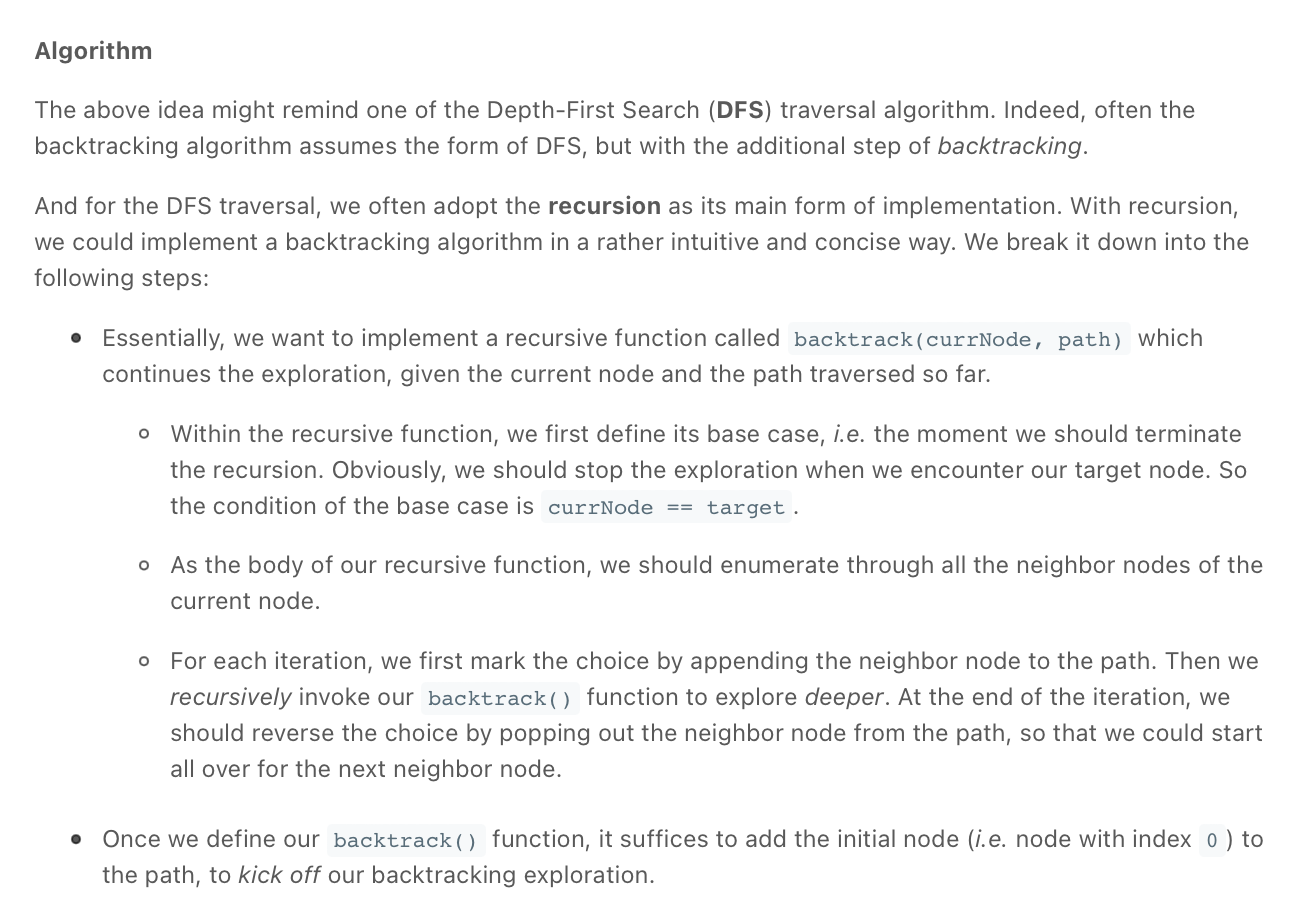 Algorithm
The above idea might remind one of the Depth-First Search (DFS) traversal algorithm. Indeed, often the
backtracking algorithm assumes the form of DFS, but with the additional step of backtracking.
And for the DFS traversal, we often adopt the recursion as its main form of implementation. With recursion,
we could implement a backtracking algorithm in a rather intuitive and concise way. We break it down into the
following steps:
Essentially, we want to implement a recursive function called backtrack(currNode, path) which
continues the exploration, given the current node and the path traversed so far.
Within the recursive function, we first define its base case, i.e. the moment we should terminate
the recursion. Obviously, we should stop the exploration when we encounter our target node. So
the condition of the base case is currNode == target.
As the body of our recursive function, we should enumerate through all the neighbor nodes of the
current node.
For each iteration, we first mark the choice by appending the neighbor node to the path. Then we
recursively invoke our backtrack() function to explore deeper. At the end of the iteration, we
should reverse the choice by popping out the neighbor node from the path, so that we could start
all over for the next neighbor node.
Once we define our backtrack() function, it suffices to add the initial node (i.e. node with index 0) to
the path, to kick off our backtracking exploration.